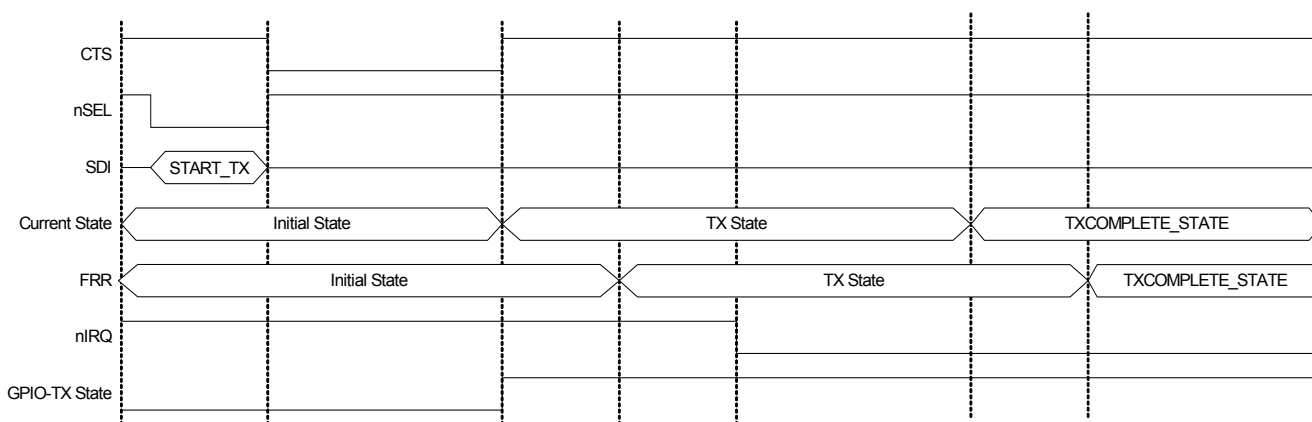 CTS
nSEL
SDI START_TX
Current State Initial State TX State TXCOMPLETE_STATE
FRR Initial State TX State TXCOMPLETE_STATE
nIRQ
GPIO-TX State